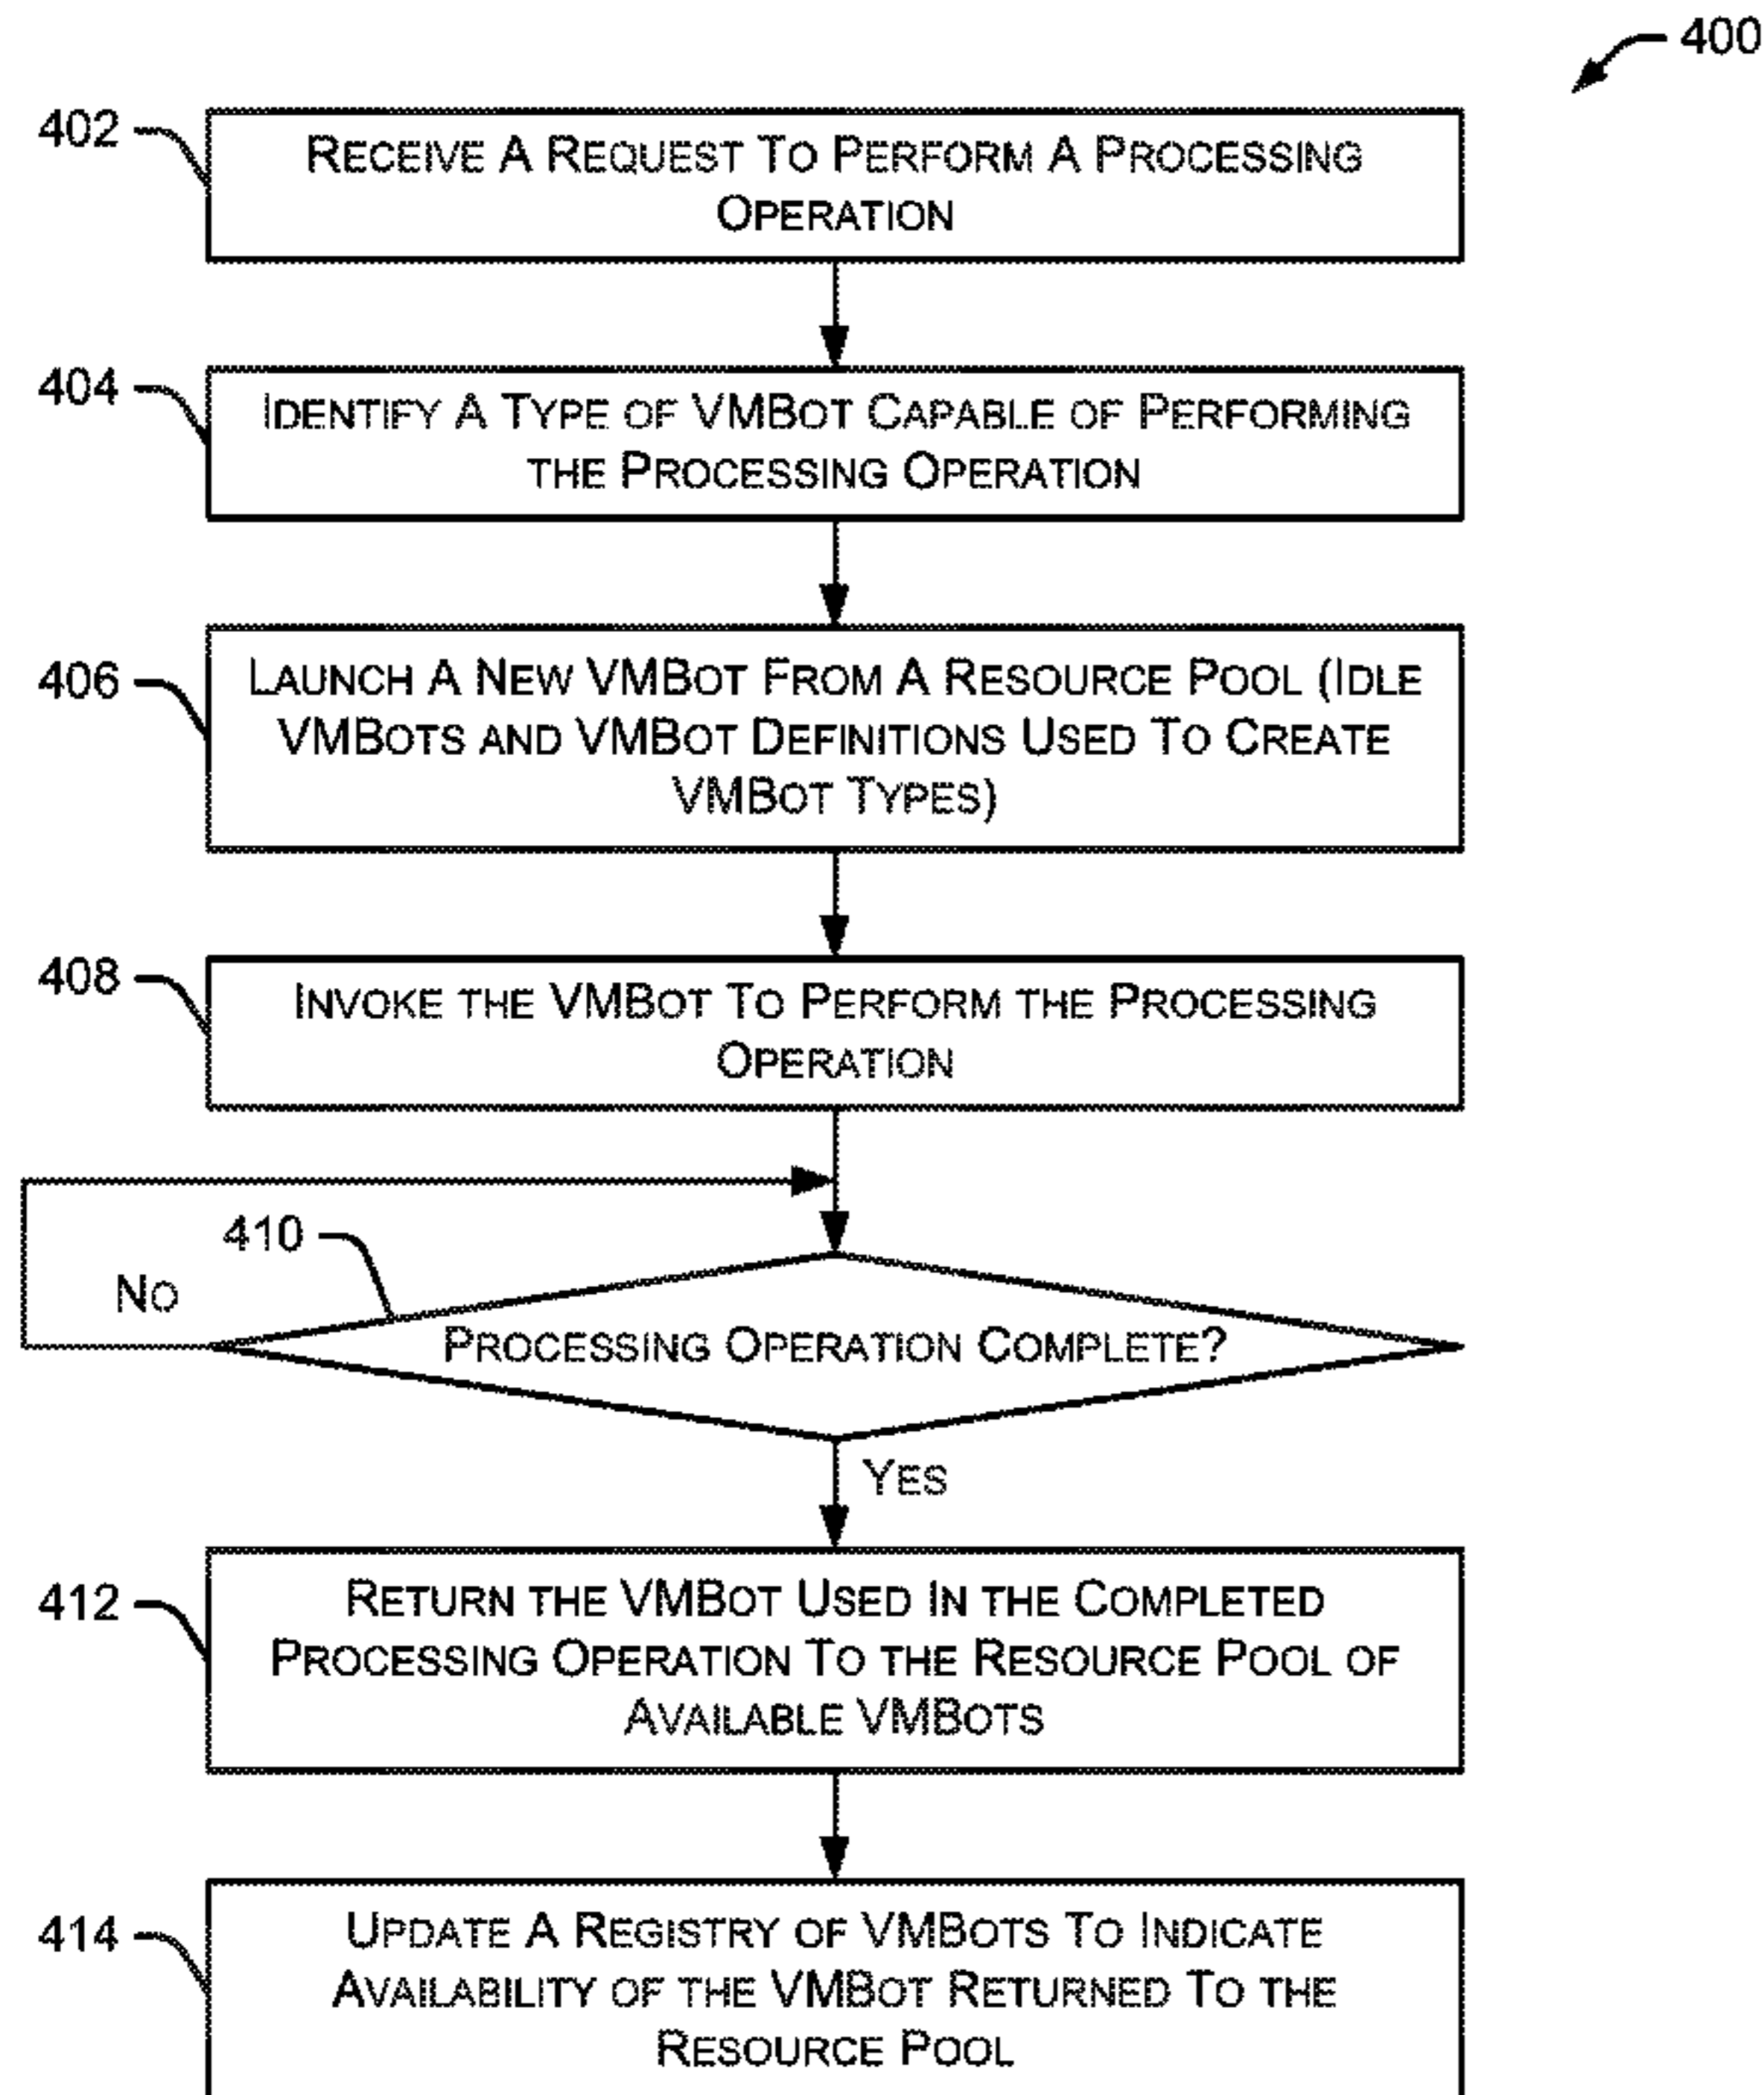 400
402
RECEIVE A REQUEST TO PERFORM A PROCESSING
OPERATION
404
IDENTIFY A TYPE OF VMBOT CAPABLE OF PERFORMING
THE PROCESSING OPERATION
406
LAUNCH A NEW VMBOT FROM A RESOURCE POOL (IDLE
VMBOTS AND VMBOT DEFINITIONS USED TO CREATE
VMBOT TYPES)
408
INVOKE THE VMBOT TO PERFORM THE PROCESSING
OPERATION
410
NO
PROCESSING OPERATION COMPLETE?
YES
412
RETURN THE VMBOT USED IN THE COMPLETED
PROCESSING OPERATION TO THE RESOURCE POOL OF
AVAILABLE VMBOTS
414
UPDATE A REGISTRY OF VMBOTS TO INDICATE
AVAILABILITY OF THE VMBOT RETURNED TO THE
RESOURCE POOL